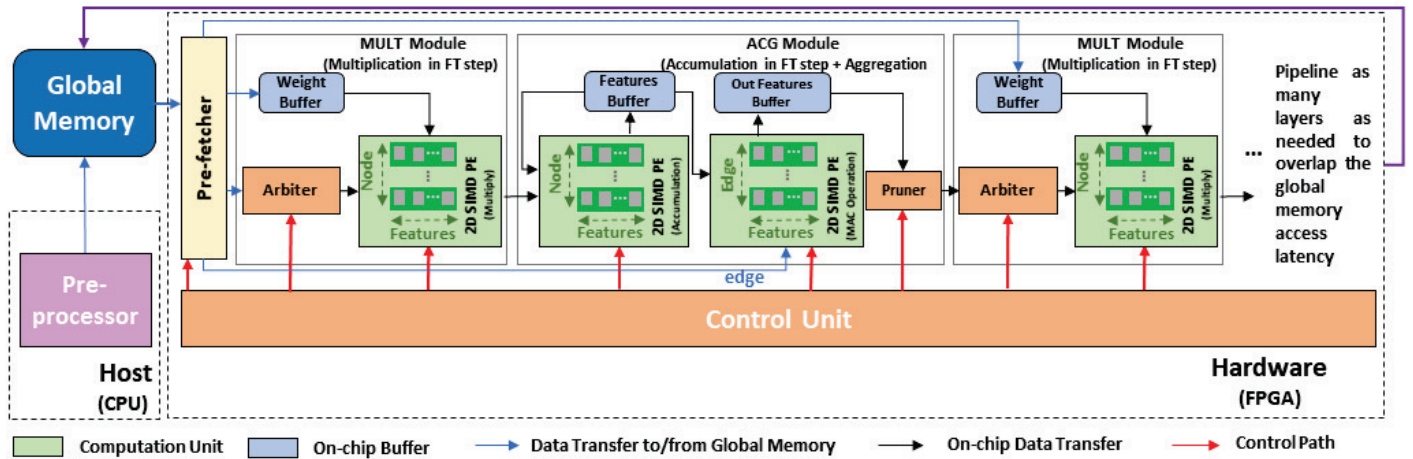 Global
Memory
Pre-
processor
Host
(CPU)
Pre-fetcher
MULT Module
(Multiplication in FT step)
Weight
Buffer
Arbiter
Node
Features
2D SIMD PE
(Multiply)
ACG Module
(Accumulation in FT step + Aggregation
Features
Buffer
Out Features
Buffer
Node
Features
2D SIMD PE
(Accumulation)
Edge
Features
2D SIMD PE
(MAC Operation)
Pruner
edge
MULT Module
(Multiplication in FT step)
Weight
Buffer
Arbiter
Node
Features
2D SIMD PE
(Multiply)
...
Pipeline as
many
layers as
needed to
overlap the
global
memory
access
latency
Control Unit
Hardware
(FPGA)
Computation Unit
On-chip Buffer
Data Transfer to/from Global Memory
On-chip Data Transfer
Control Path